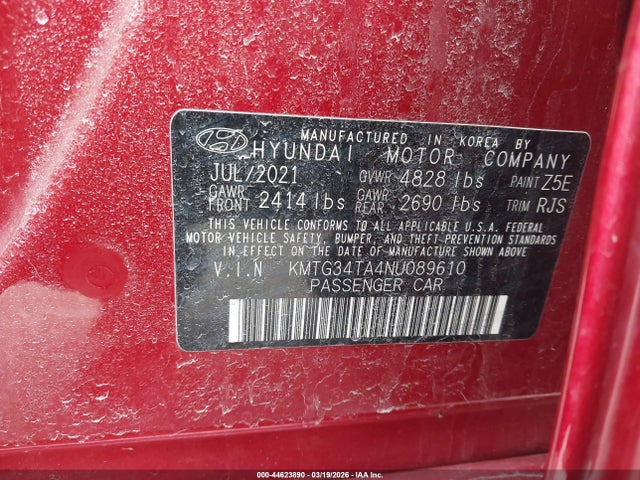 MANUFACTURED IN KOREA BY
HYUNDAI MOTOR COMPANY
JUL/2021 GVWR 4828 lbs PAINT Z5E
GAWR FRONT 2414 lbs GAWR REAR 2690 lbs TRIM RJS
THIS VEHICLE CONFORMS TO ALL APPLICABLE U.S.A. FEDERAL
MOTOR VEHICLE SAFETY, BUMPER, AND THEFT PREVENTION
STANDARDS IN EFFECT ON THE DATE OF MANUFACTURE SHOWN ABOVE.
V.I.N KMTG34TA4NU089610
PASSENGER CAR
000-44623890 - 03/19/2026 - IAA, Inc.